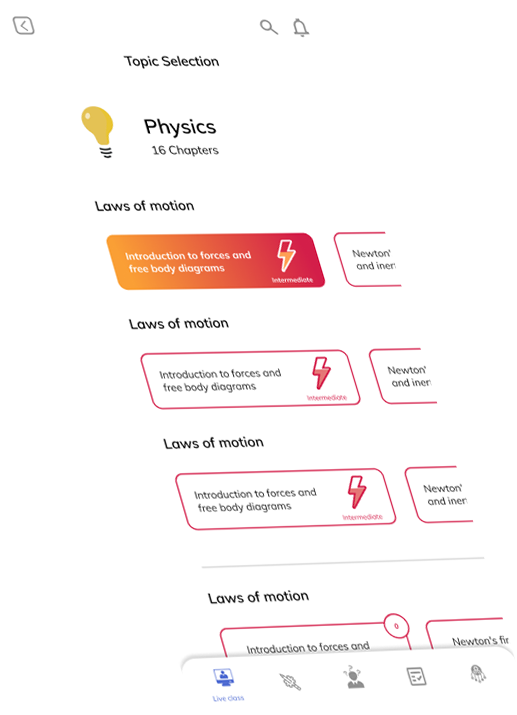 Topic Selection
Physics
16 Chapters
Laws of motion
Introduction to forces and
free body diagrams
Intermediate
Newton'
and iner
Laws of motion
Introduction to forces and
free body diagrams
Intermediate
Newton'
and iner
Laws of motion
Introduction to forces and
free body diagrams
Intermediate
Newton'
and iner
Laws of motion
0
Introduction to forces and
Newton's fir
Live class